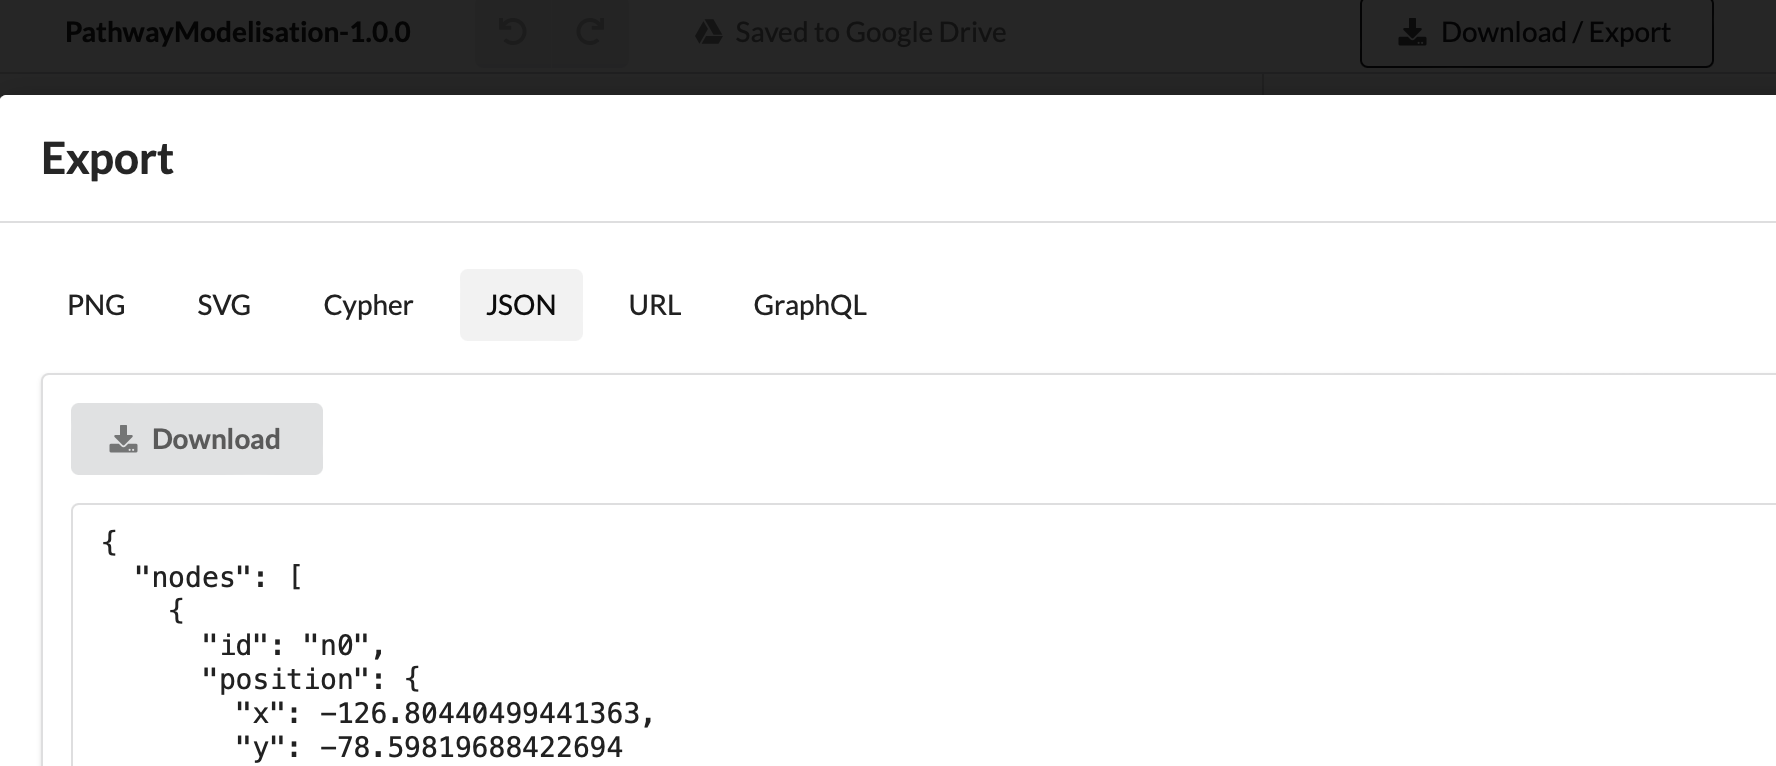 PathwayModelisation-1.0.0
Saved to Google Drive
Download / Export
Export
PNG SVG Cypher JSON URL GraphQL
Download
{
  "nodes": [
    {
      "id": "n0",
      "position": {
        "x": -126.80440499441363,
        "y": -78.59819688422694